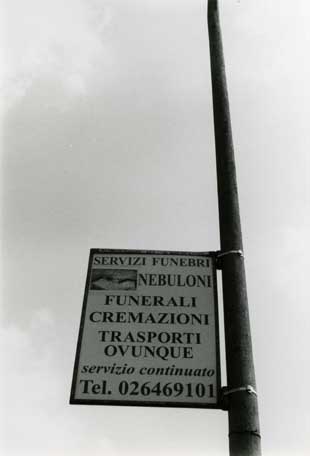 SERVIZI FUNEBRI
NEBULONI
FUNERALI
CREMAZIONI
TRASPORTI
OVUNQUE
servizio continuato
Tel. 026469101